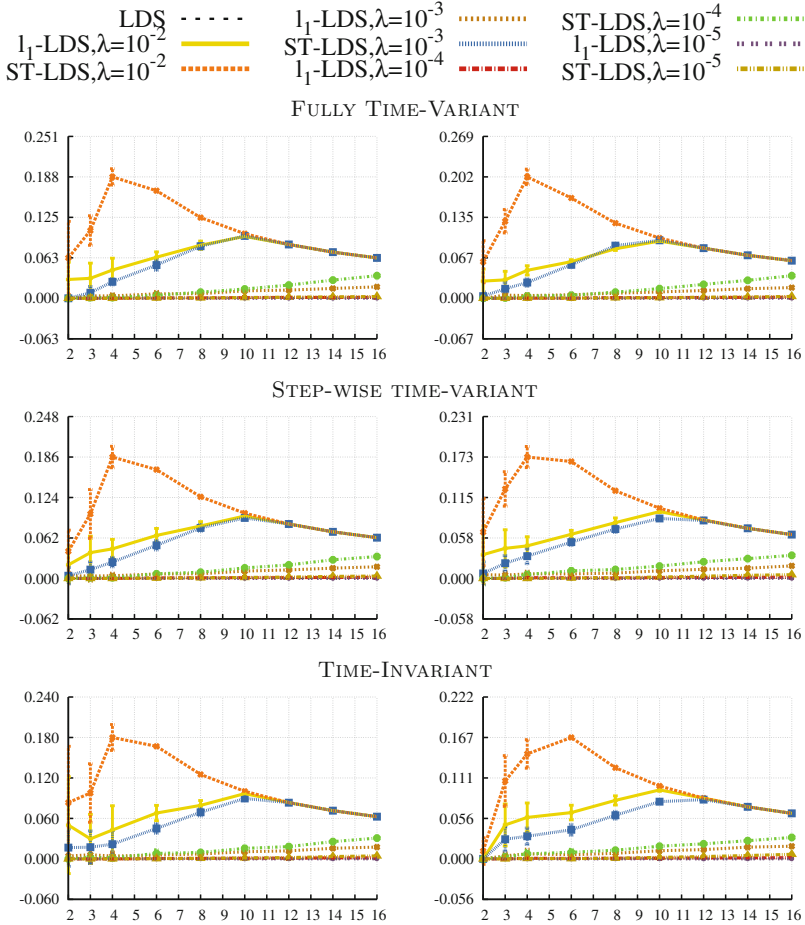 LDS
l₁-LDS,λ=10⁻²
ST-LDS,λ=10⁻²
l₁-LDS,λ=10⁻³
ST-LDS,λ=10⁻³
l₁-LDS,λ=10⁻⁴
ST-LDS,λ=10⁻⁴
l₁-LDS,λ=10⁻⁵
ST-LDS,λ=10⁻⁵
FULLY TIME-VARIANT
0.251
0.188
0.125
0.063
0.000
-0.063
2 3 4 5 6 7 8 9 10 11 12 13 14 15 16
0.269
0.202
0.135
0.067
0.000
-0.067
2 3 4 5 6 7 8 9 10 11 12 13 14 15 16
STEP-WISE TIME-VARIANT
0.248
0.186
0.124
0.062
0.000
-0.062
2 3 4 5 6 7 8 9 10 11 12 13 14 15 16
0.231
0.173
0.115
0.058
0.000
-0.058
2 3 4 5 6 7 8 9 10 11 12 13 14 15 16
TIME-INVARIANT
0.240
0.180
0.120
0.060
0.000
-0.060
2 3 4 5 6 7 8 9 10 11 12 13 14 15 16
0.222
0.167
0.111
0.056
0.000
-0.056
2 3 4 5 6 7 8 9 10 11 12 13 14 15 16